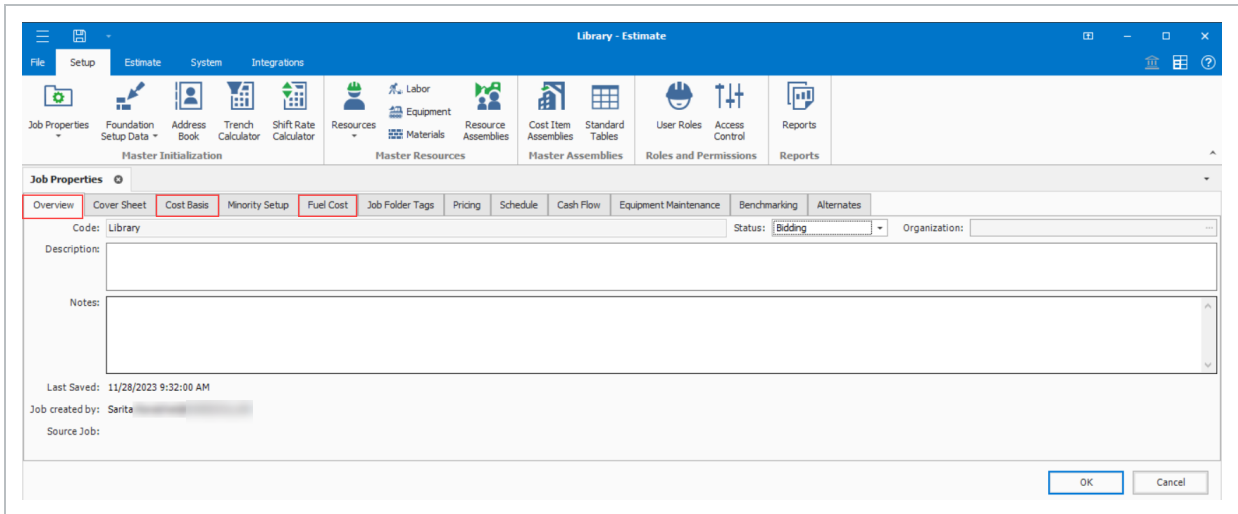 Library - Estimate
File Setup Estimate System Integrations
Job Properties
Foundation Setup Data
Address Book
Trench Calculator
Shift Rate Calculator
Master Initialization
Resources
Labor
Equipment
Materials
Resource Assemblies
Master Resources
Cost Item Assemblies
Standard Tables
Master Assemblies
User Roles
Access Control
Roles and Permissions
Reports
Reports
Job Properties
Overview Cover Sheet Cost Basis Minority Setup Fuel Cost Job Folder Tags Pricing Schedule Cash Flow Equipment Maintenance Benchmarking Alternates
Code: Library Status: Bidding Organization:
Description:
Notes:
Last Saved: 11/28/2023 9:32:00 AM
Job created by: Sarita
Source Job:
OK Cancel